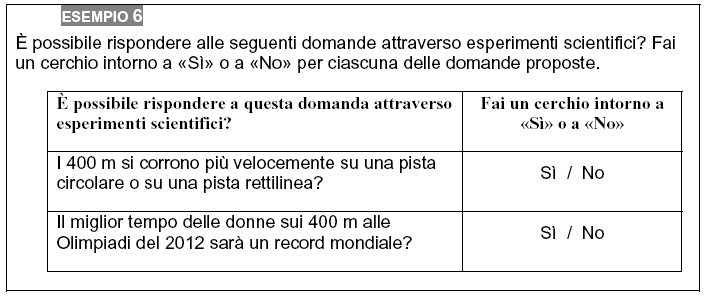 ESEMPIO 6
È possibile rispondere alle seguenti domande attraverso esperimenti scientifici? Fai
un cerchio intorno a «Sì» o a «No» per ciascuna delle domande proposte.
È possibile rispondere a questa domanda attraverso
esperimenti scientifici?
Fai un cerchio intorno a
«Sì» o a «No»
I 400 m si corrono più velocemente su una pista
circolare o su una pista rettilinea?
Sì / No
Il miglior tempo delle donne sui 400 m alle
Olimpiadi del 2012 sarà un record mondiale?
Sì / No